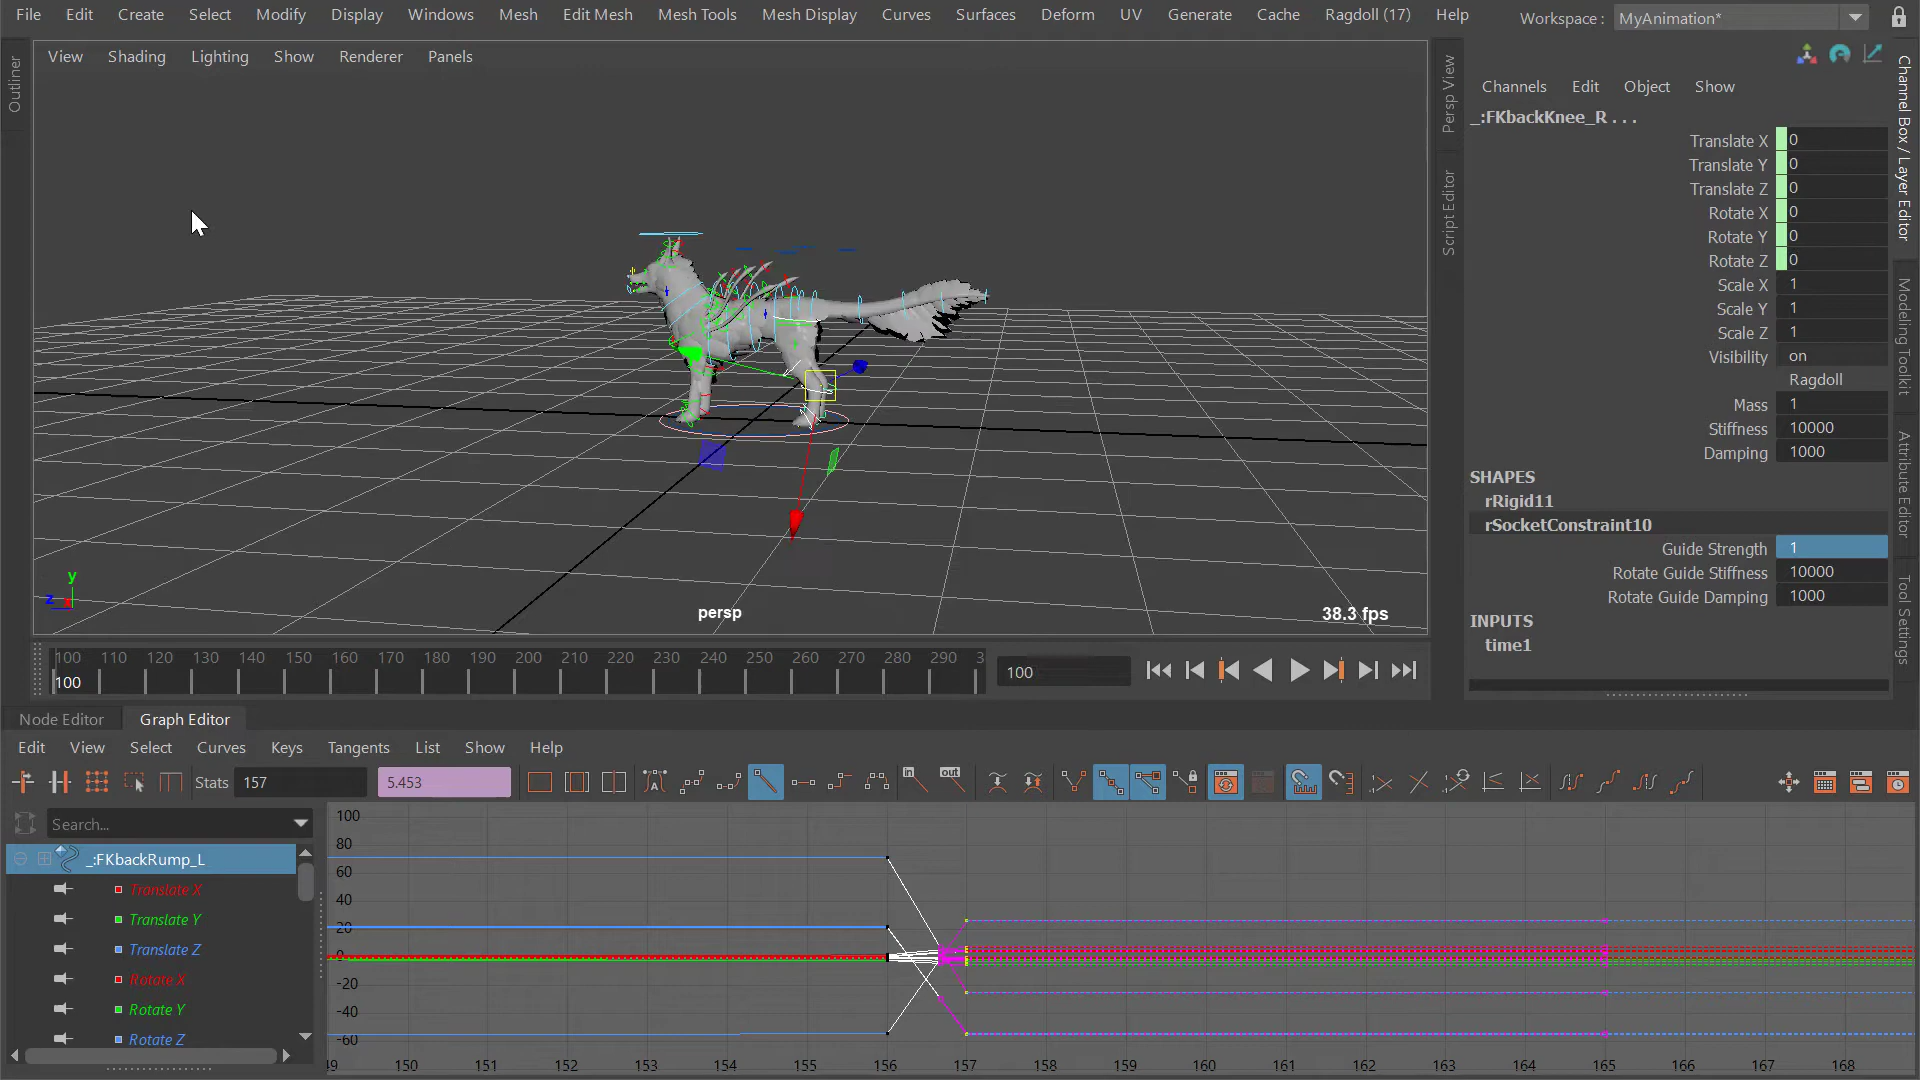 File Edit Create Select Modify Display Windows Mesh Edit Mesh Mesh Tools Mesh Display Curves Surfaces Deform UV Generate Cache Ragdoll (17) Help Workspace : MyAnimation*
View Shading Lighting Show Renderer Panels
Outliner
Persp View
Script Editor
persp
38.3 fps
y
z
Channels Edit Object Show
_:FKbackKnee_R . . .
Translate X 0
Translate Y 0
Translate Z 0
Rotate X 0
Rotate Y 0
Rotate Z 0
Scale X 1
Scale Y 1
Scale Z 1
Visibility on
Ragdoll
Mass 1
Stiffness 10000
Damping 1000
SHAPES
rRigid11
rSocketConstraint10
Guide Strength 1
Rotate Guide Stiffness 10000
Rotate Guide Damping 1000
INPUTS
time1
Channel Box / Layer Editor
Modeling Toolkit
Attribute Editor
Tool Settings
100 110 120 130 140 150 160 170 180 190 200 210 220 230 240 250 260 270 280 290 3
100
100
Node Editor Graph Editor
Edit View Select Curves Keys Tangents List Show Help
Stats 157 5.453 in out
Search...
_:FKbackRump_L
Translate X
Translate Y
Translate Z
Rotate X
Rotate Y
Rotate Z
100
80
60
40
20
0
-20
-40
-60
49 150 151 152 153 154 155 156 157 158 159 160 161 162 163 164 165 166 167 168